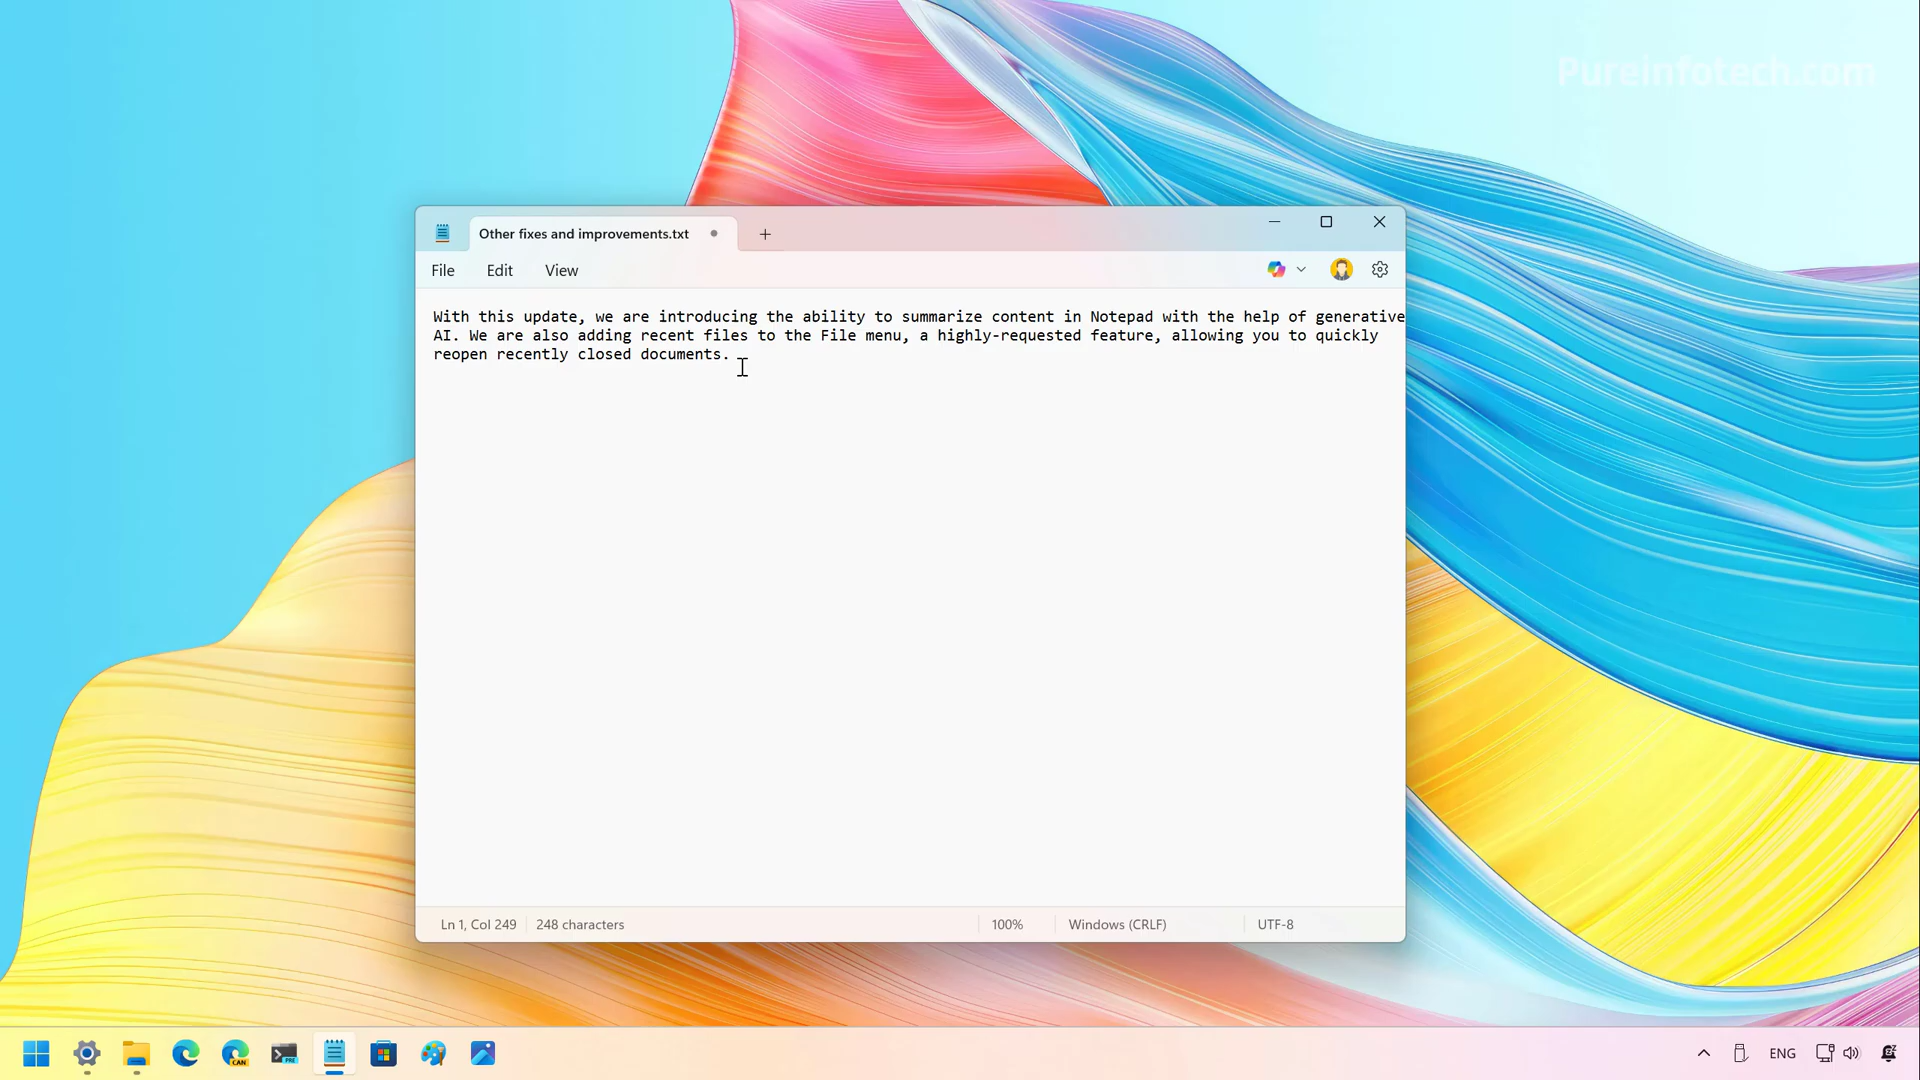 Pureinfotech.com
Other fixes and improvements.txt
File Edit View
With this update, we are introducing the ability to summarize content in Notepad with the help of generative
AI. We are also adding recent files to the File menu, a highly-requested feature, allowing you to quickly
reopen recently closed documents.
Ln 1, Col 249 248 characters 100% Windows (CRLF) UTF-8
CAN PRE ENG